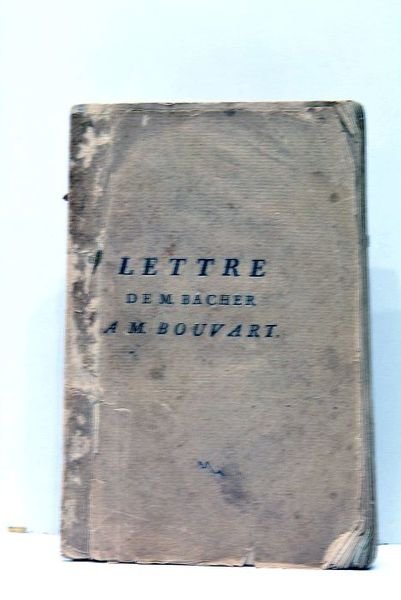 LETTRE
DE M. BACHER
A M. BOUVART.